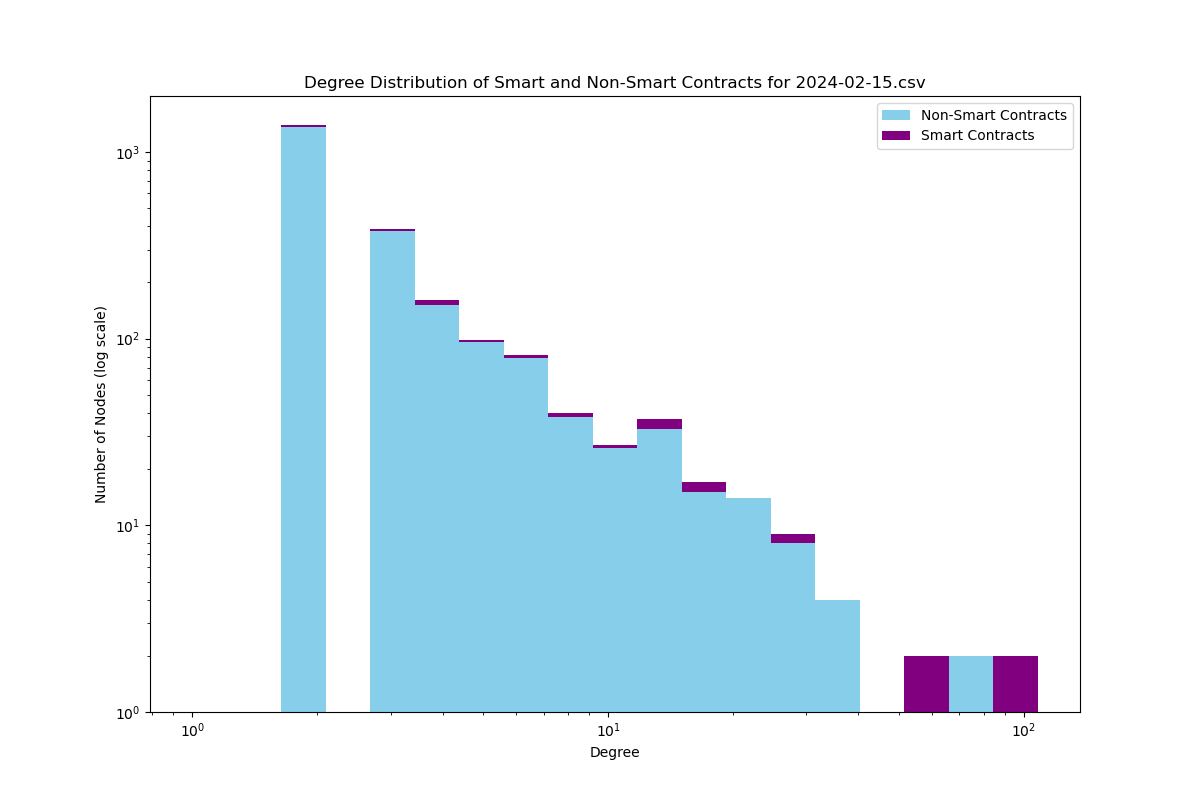 Degree Distribution of Smart and Non-Smart Contracts for 2024-02-15.csv
Non-Smart Contracts
Smart Contracts
Number of Nodes (log scale)
10³
10²
10¹
10⁰
10⁰ 10¹ 10²
Degree